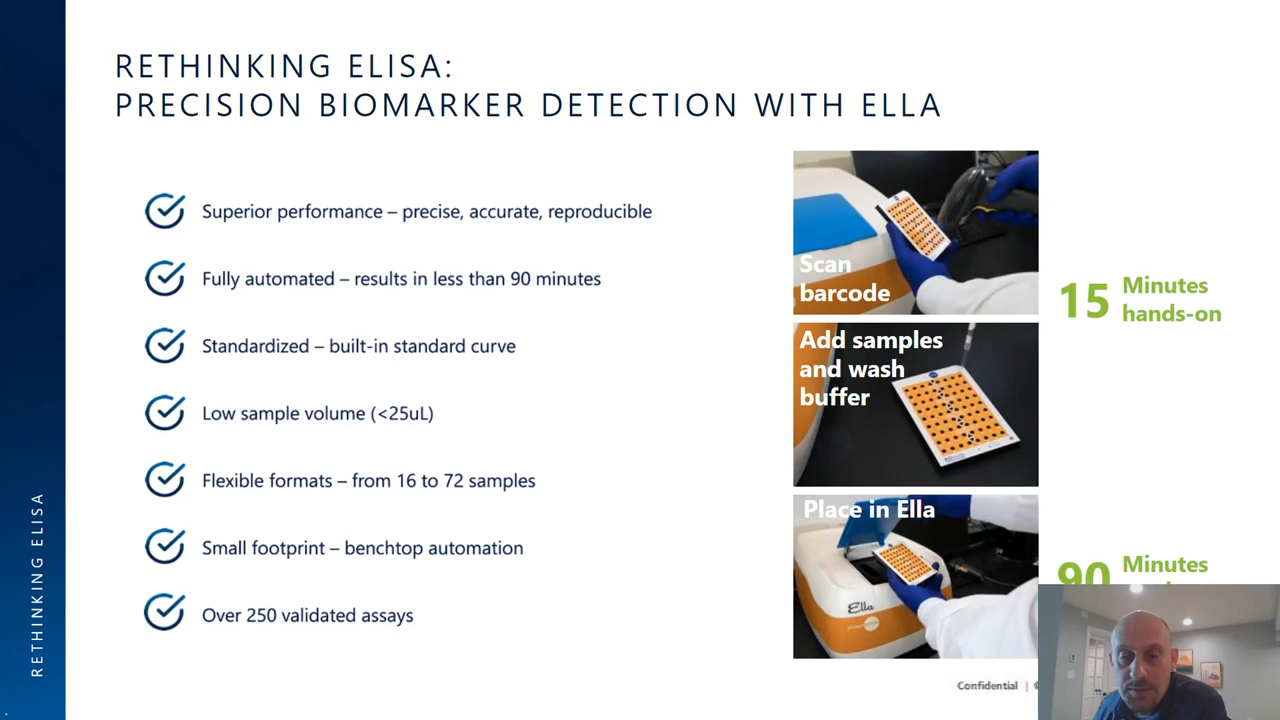 RETHINKING ELISA:
PRECISION BIOMARKER DETECTION WITH ELLA
Superior performance – precise, accurate, reproducible
Fully automated – results in less than 90 minutes
Standardized – built-in standard curve
Low sample volume (<25uL)
Flexible formats – from 16 to 72 samples
Small footprint – benchtop automation
Over 250 validated assays
Scan
barcode
Add samples
and wash
buffer
Place in Ella
Ella
15 Minutes
hands-on
90 Minutes
Confidential | ©
RETHINKING ELISA